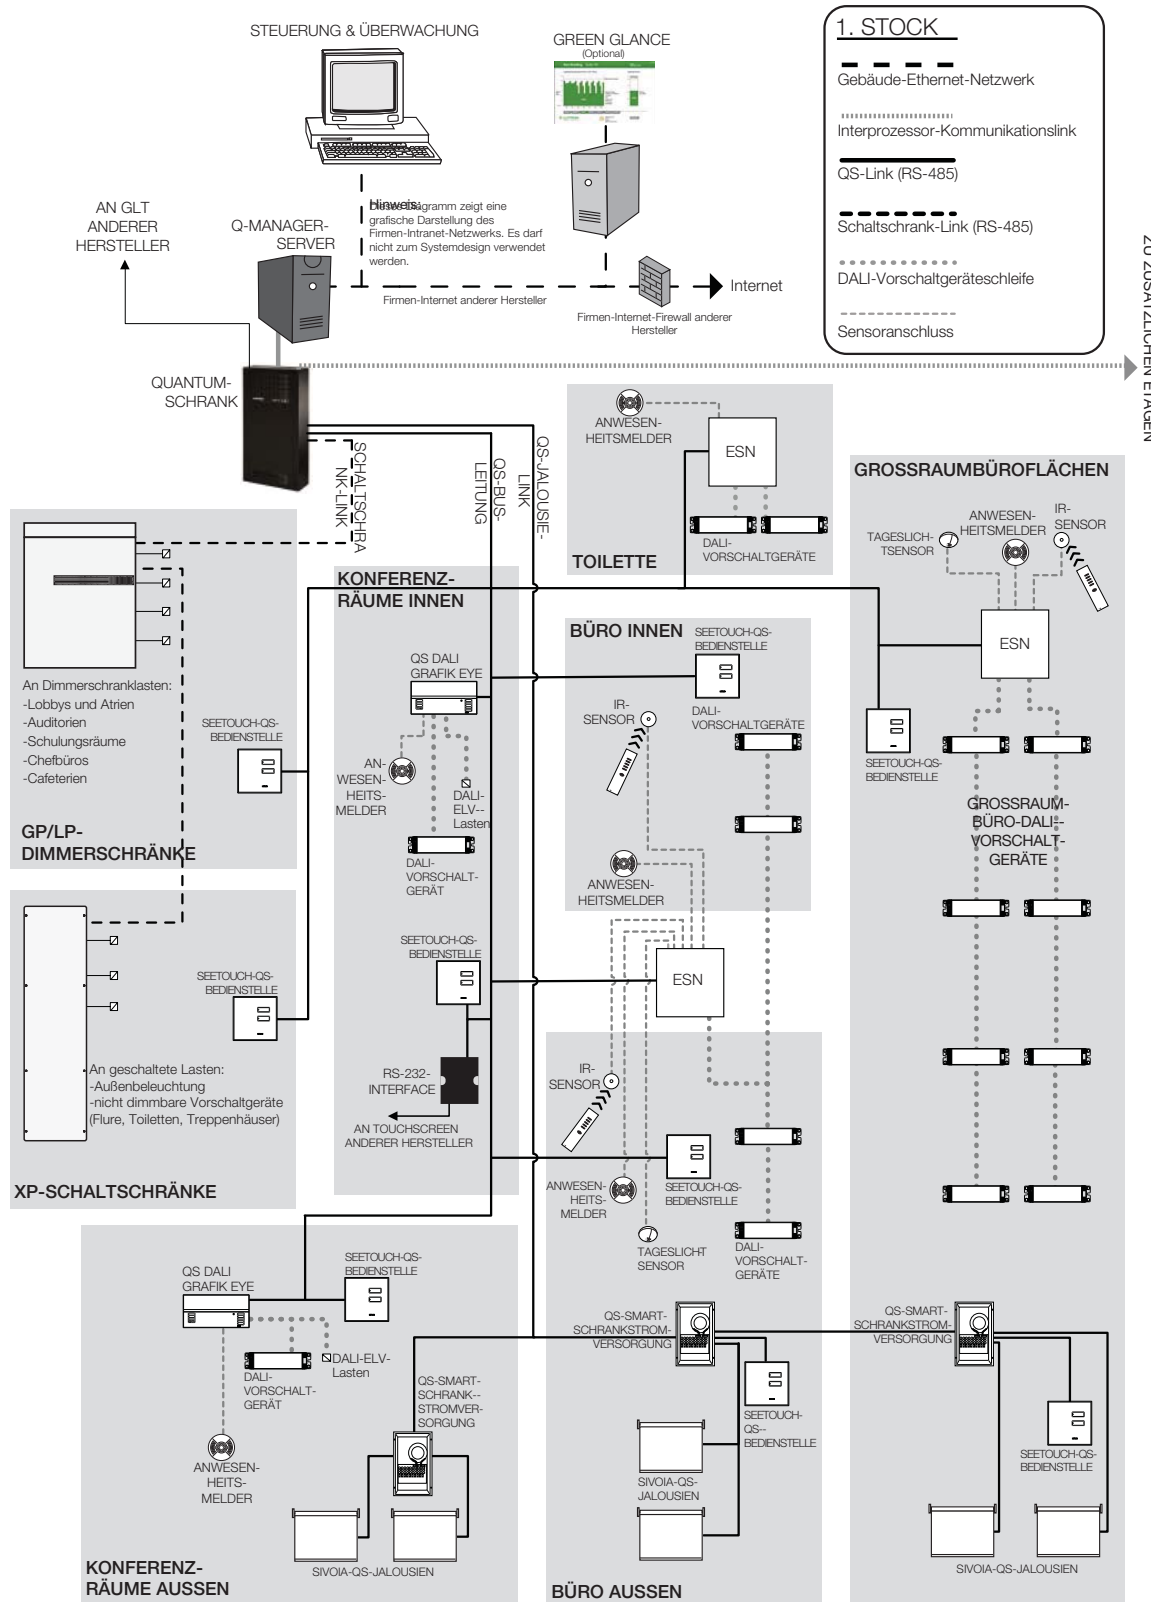 STEUERUNG & ÜBERWACHUNG
GREEN GLANCE
(Optional)
1. STOCK
Gebäude-Ethernet-Netzwerk
Interprozessor-Kommunikationslink
QS-Link (RS-485)
Schaltschrank-Link (RS-485)
DALI-Vorschaltgeräteschleife
Sensoranschluss
ZU ZUSÄTZLICHEN ETAGEN
AN GLT
ANDERER
HERSTELLER
Q-MANAGER-
SERVER
Hinweis:
Dieses Diagramm zeigt eine
grafische Darstellung des
Firmen-Intranet-Netzwerks. Es darf
nicht zum Systemdesign verwendet
werden.
Firmen-Internet anderer Hersteller
Internet
Firmen-Internet-Firewall anderer
Hersteller
QUANTUM-
SCHRANK
SCHALTSCHRA
NK-LINK
QS-BUS-
LEITUNG
QS-JALOUSIE-
LINK
ANWESEN-
HEITSMELDER
ESN
DALI-
VORSCHALTGERÄTE
TOILETTE
GROSSRAUMBÜROFLÄCHEN
TAGESLICH-
TSENSOR
ANWESEN-
HEITSMELDER
IR-
SENSOR
ESN
SEETOUCH-QS-
BEDIENSTELLE
GROSSRAUM-
BÜRO-DALI--
VORSCHALT-
GERÄTE
An Dimmerschranklasten:
-Lobbys und Atrien
-Auditorien
-Schulungsräume
-Chefbüros
-Cafeterien
GP/LP-
DIMMERSCHRÄNKE
SEETOUCH-QS-
BEDIENSTELLE
KONFERENZ-
RÄUME INNEN
QS DALI
GRAFIK EYE
AN-
WESEN-
HEITS-
MELDER
DALI-
ELV--
Lasten
DALI-
VORSCHALT-
GERÄT
SEETOUCH-QS-
BEDIENSTELLE
RS-232-
INTERFACE
AN TOUCHSCREEN
ANDERER HERSTELLER
BÜRO INNEN
SEETOUCH-QS-
BEDIENSTELLE
IR-
SENSOR
DALI-
VORSCHALTGERÄTE
ANWESEN-
HEITSMELDER
ESN
SEETOUCH-QS-
BEDIENSTELLE
An geschaltete Lasten:
-Außenbeleuchtung
-nicht dimmbare Vorschaltgeräte
(Flure, Toiletten, Treppenhäuser)
XP-SCHALTSCHRÄNKE
IR-
SENSOR
ANWESEN-
HEITS-
MELDER
SEETOUCH-QS-
BEDIENSTELLE
TAGESLICHT
SENSOR
DALI-
VORSCHALT-
GERÄTE
QS DALI
GRAFIK EYE
SEETOUCH-QS-
BEDIENSTELLE
DALI-ELV-
Lasten
DALI-
VORSCHALT-
GERÄT
ANWESEN-
HEITS-
MELDER
QS-SMART-
SCHRANK--
STROMVER-
SORGUNG
SIVOIA-QS-JALOUSIEN
KONFERENZ-
RÄUME AUSSEN
QS-SMART-
SCHRANKSTROM-
VERSORGUNG
SEETOUCH-
QS--
BEDIENSTELLE
SIVOIA-QS-
JALOUSIEN
BÜRO AUSSEN
QS-SMART-
SCHRANKSTROM-
VERSORGUNG
SEETOUCH-QS-
BEDIENSTELLE
SIVOIA-QS-JALOUSIEN